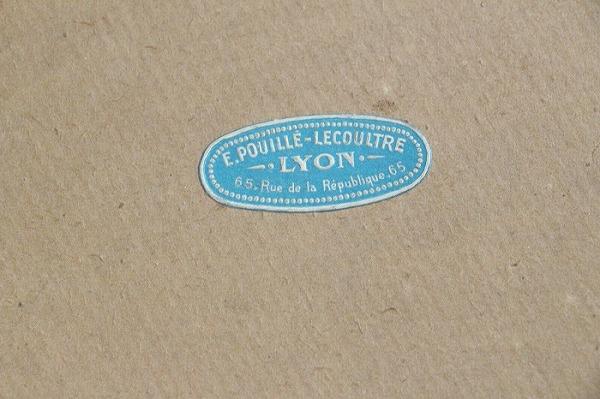 E. POUILLÉ-LECOULTRE
LYON
65. Rue de la République. 65